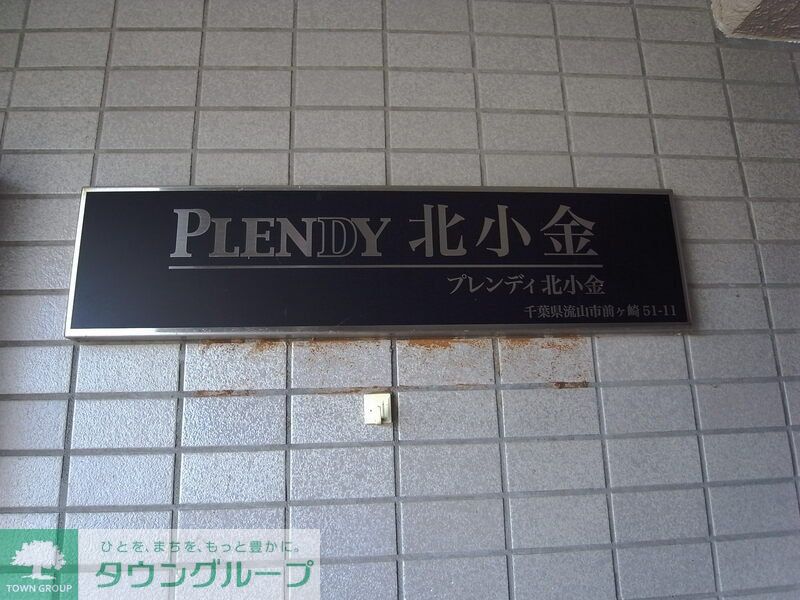 PLENDY 北小金
プレンディ北小金
千葉県流山市前ヶ崎51-11
ひとを、まちを、もっと豊かに。
タウングループ
TOWN GROUP